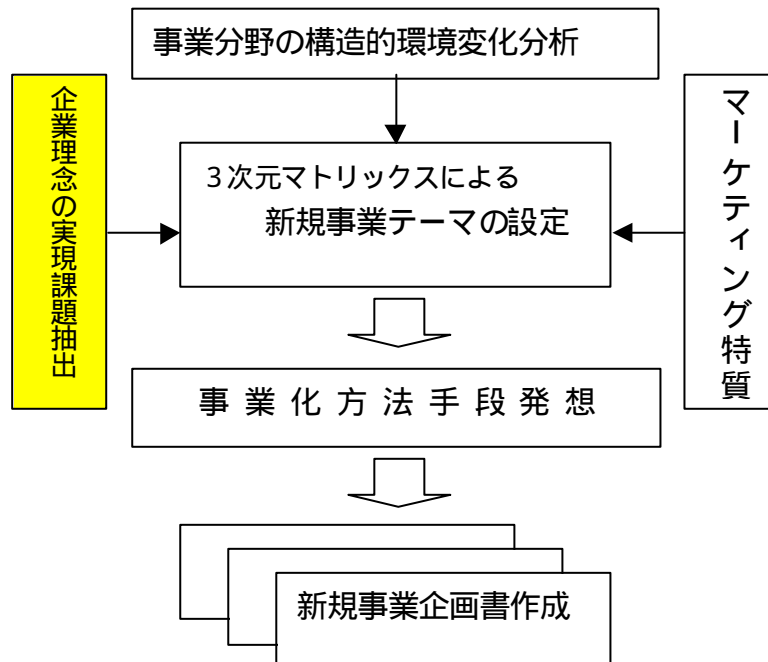 事業分野の構造的環境変化分析
企業理念の実現課題抽出
３次元マトリックスによる
新規事業テーマの設定
マーケティング特質
事業化方法手段発想
新規事業企画書作成